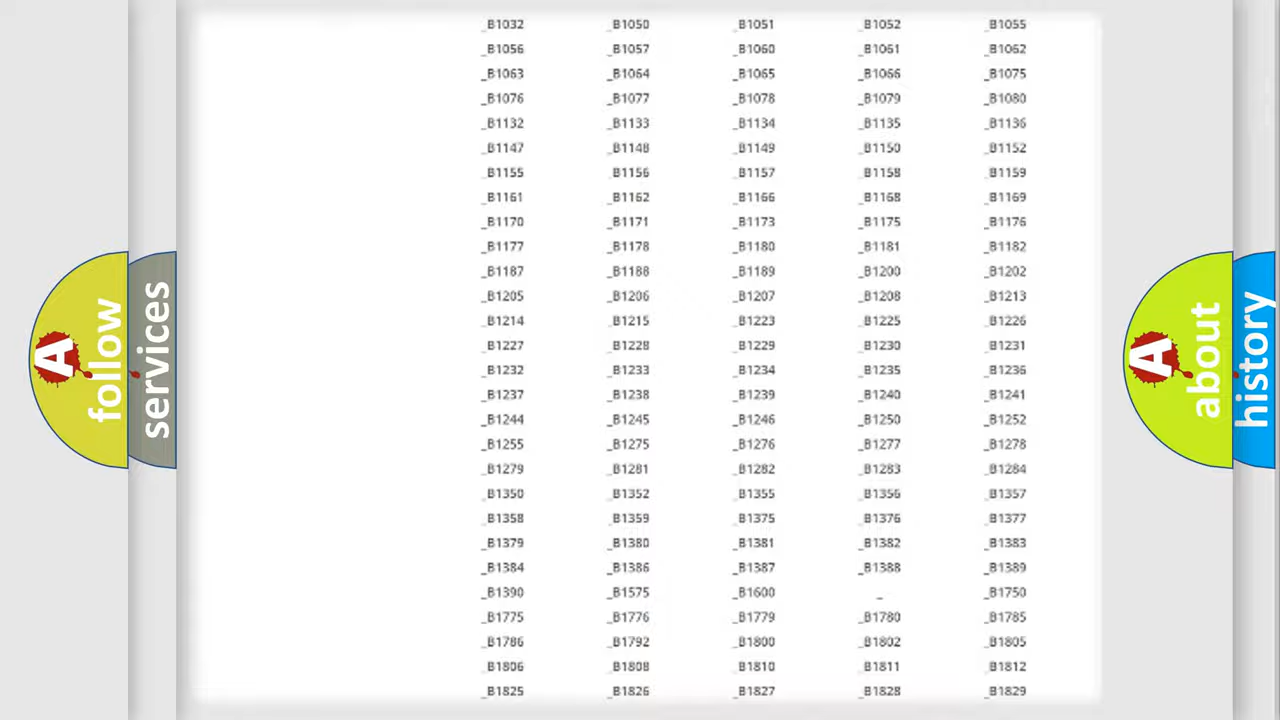 _B1032 _B1050 _B1051 _B1052 _B1055
_B1056 _B1057 _B1060 _B1061 _B1062
_B1063 _B1064 _B1065 _B1066 _B1075
_B1076 _B1077 _B1078 _B1079 _B1080
_B1132 _B1133 _B1134 _B1135 _B1136
_B1147 _B1148 _B1149 _B1150 _B1152
_B1155 _B1156 _B1157 _B1158 _B1159
_B1161 _B1162 _B1166 _B1168 _B1169
_B1170 _B1171 _B1173 _B1175 _B1176
_B1177 _B1178 _B1180 _B1181 _B1182
_B1187 _B1188 _B1189 _B1200 _B1202
_B1205 _B1206 _B1207 _B1208 _B1213
_B1214 _B1215 _B1223 _B1225 _B1226
_B1227 _B1228 _B1229 _B1230 _B1231
_B1232 _B1233 _B1234 _B1235 _B1236
_B1237 _B1238 _B1239 _B1240 _B1241
_B1244 _B1245 _B1246 _B1250 _B1252
_B1255 _B1275 _B1276 _B1277 _B1278
_B1279 _B1281 _B1282 _B1283 _B1284
_B1350 _B1352 _B1355 _B1356 _B1357
_B1358 _B1359 _B1375 _B1376 _B1377
_B1379 _B1380 _B1381 _B1382 _B1383
_B1384 _B1386 _B1387 _B1388 _B1389
_B1390 _B1575 _B1600 _ _B1750
_B1775 _B1776 _B1779 _B1780 _B1785
_B1786 _B1792 _B1800 _B1802 _B1805
_B1806 _B1808 _B1810 _B1811 _B1812
_B1825 _B1826 _B1827 _B1828 _B1829
A
follow
services
A
about
history